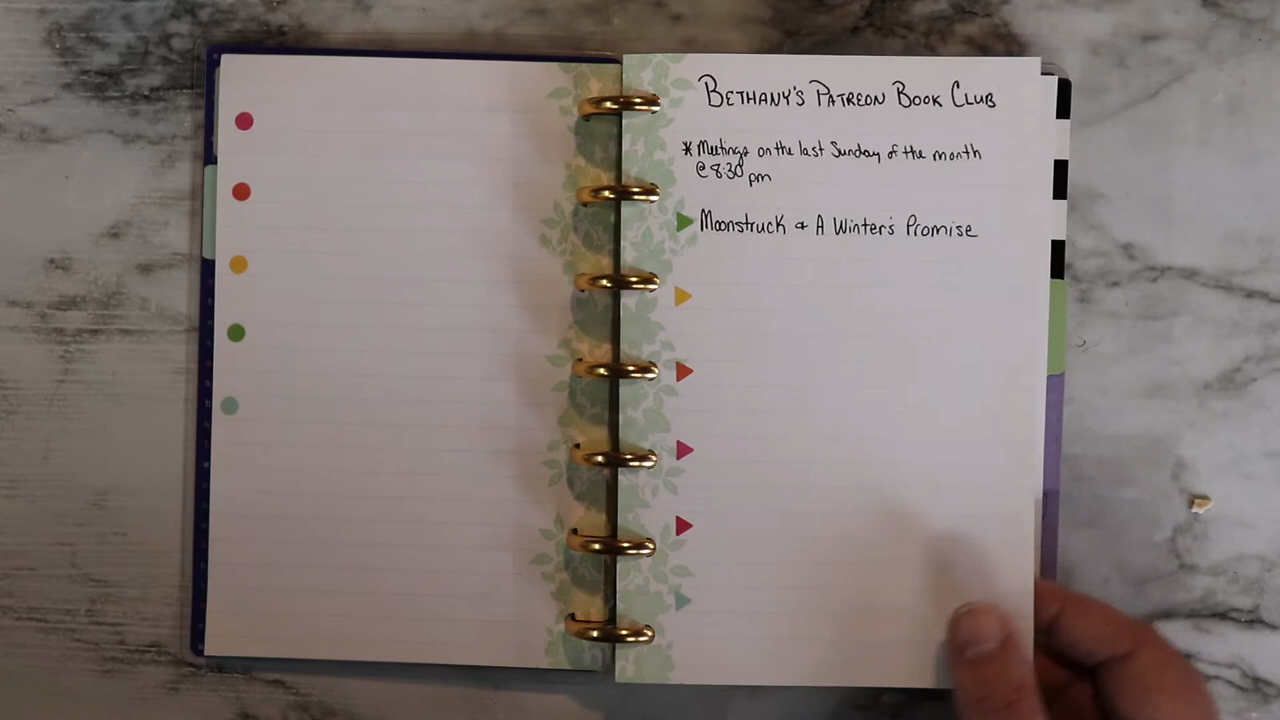 Bethany's Patreon Book Club
* Meetings on the last Sunday of the month
@ 8:30 pm
Moonstruck & A Winter's Promise